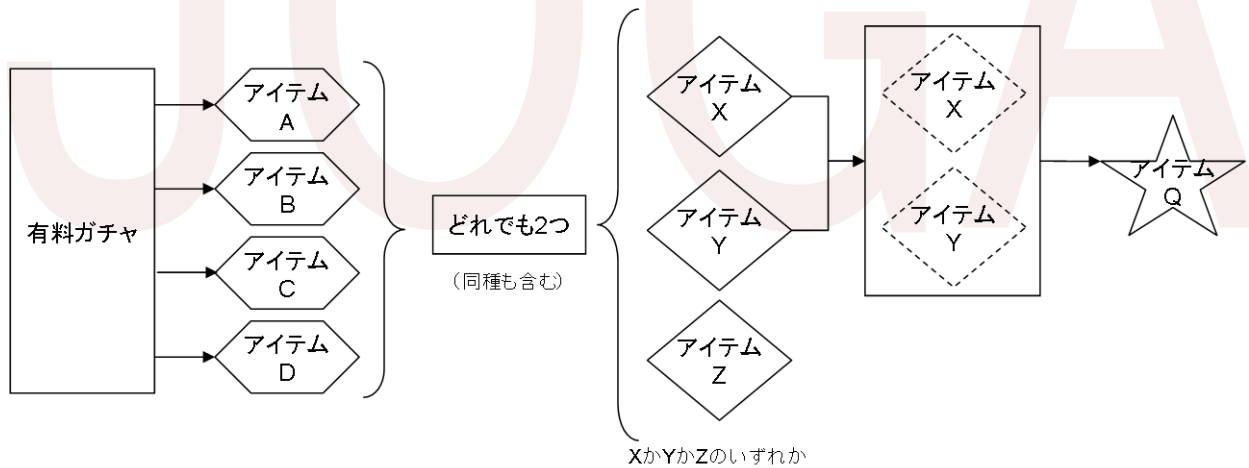 JOGA
有料ガチャ
アイテム
A
アイテム
B
アイテム
C
アイテム
D
どれでも2つ
（同種も含む）
アイテム
X
アイテム
Y
アイテム
Z
XかYかZのいずれか
アイテム
X
アイテム
Y
アイテム
Q